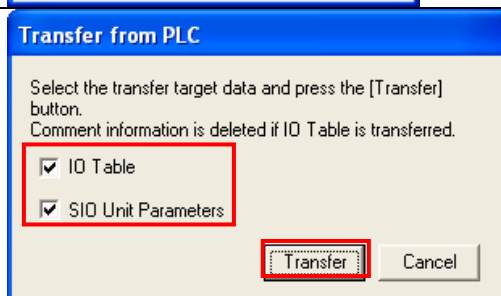 Transfer from PLC
Select the transfer target data and press the [Transfer]
button.
Comment information is deleted if IO Table is transferred.
IO Table
SIO Unit Parameters
Transfer
Cancel